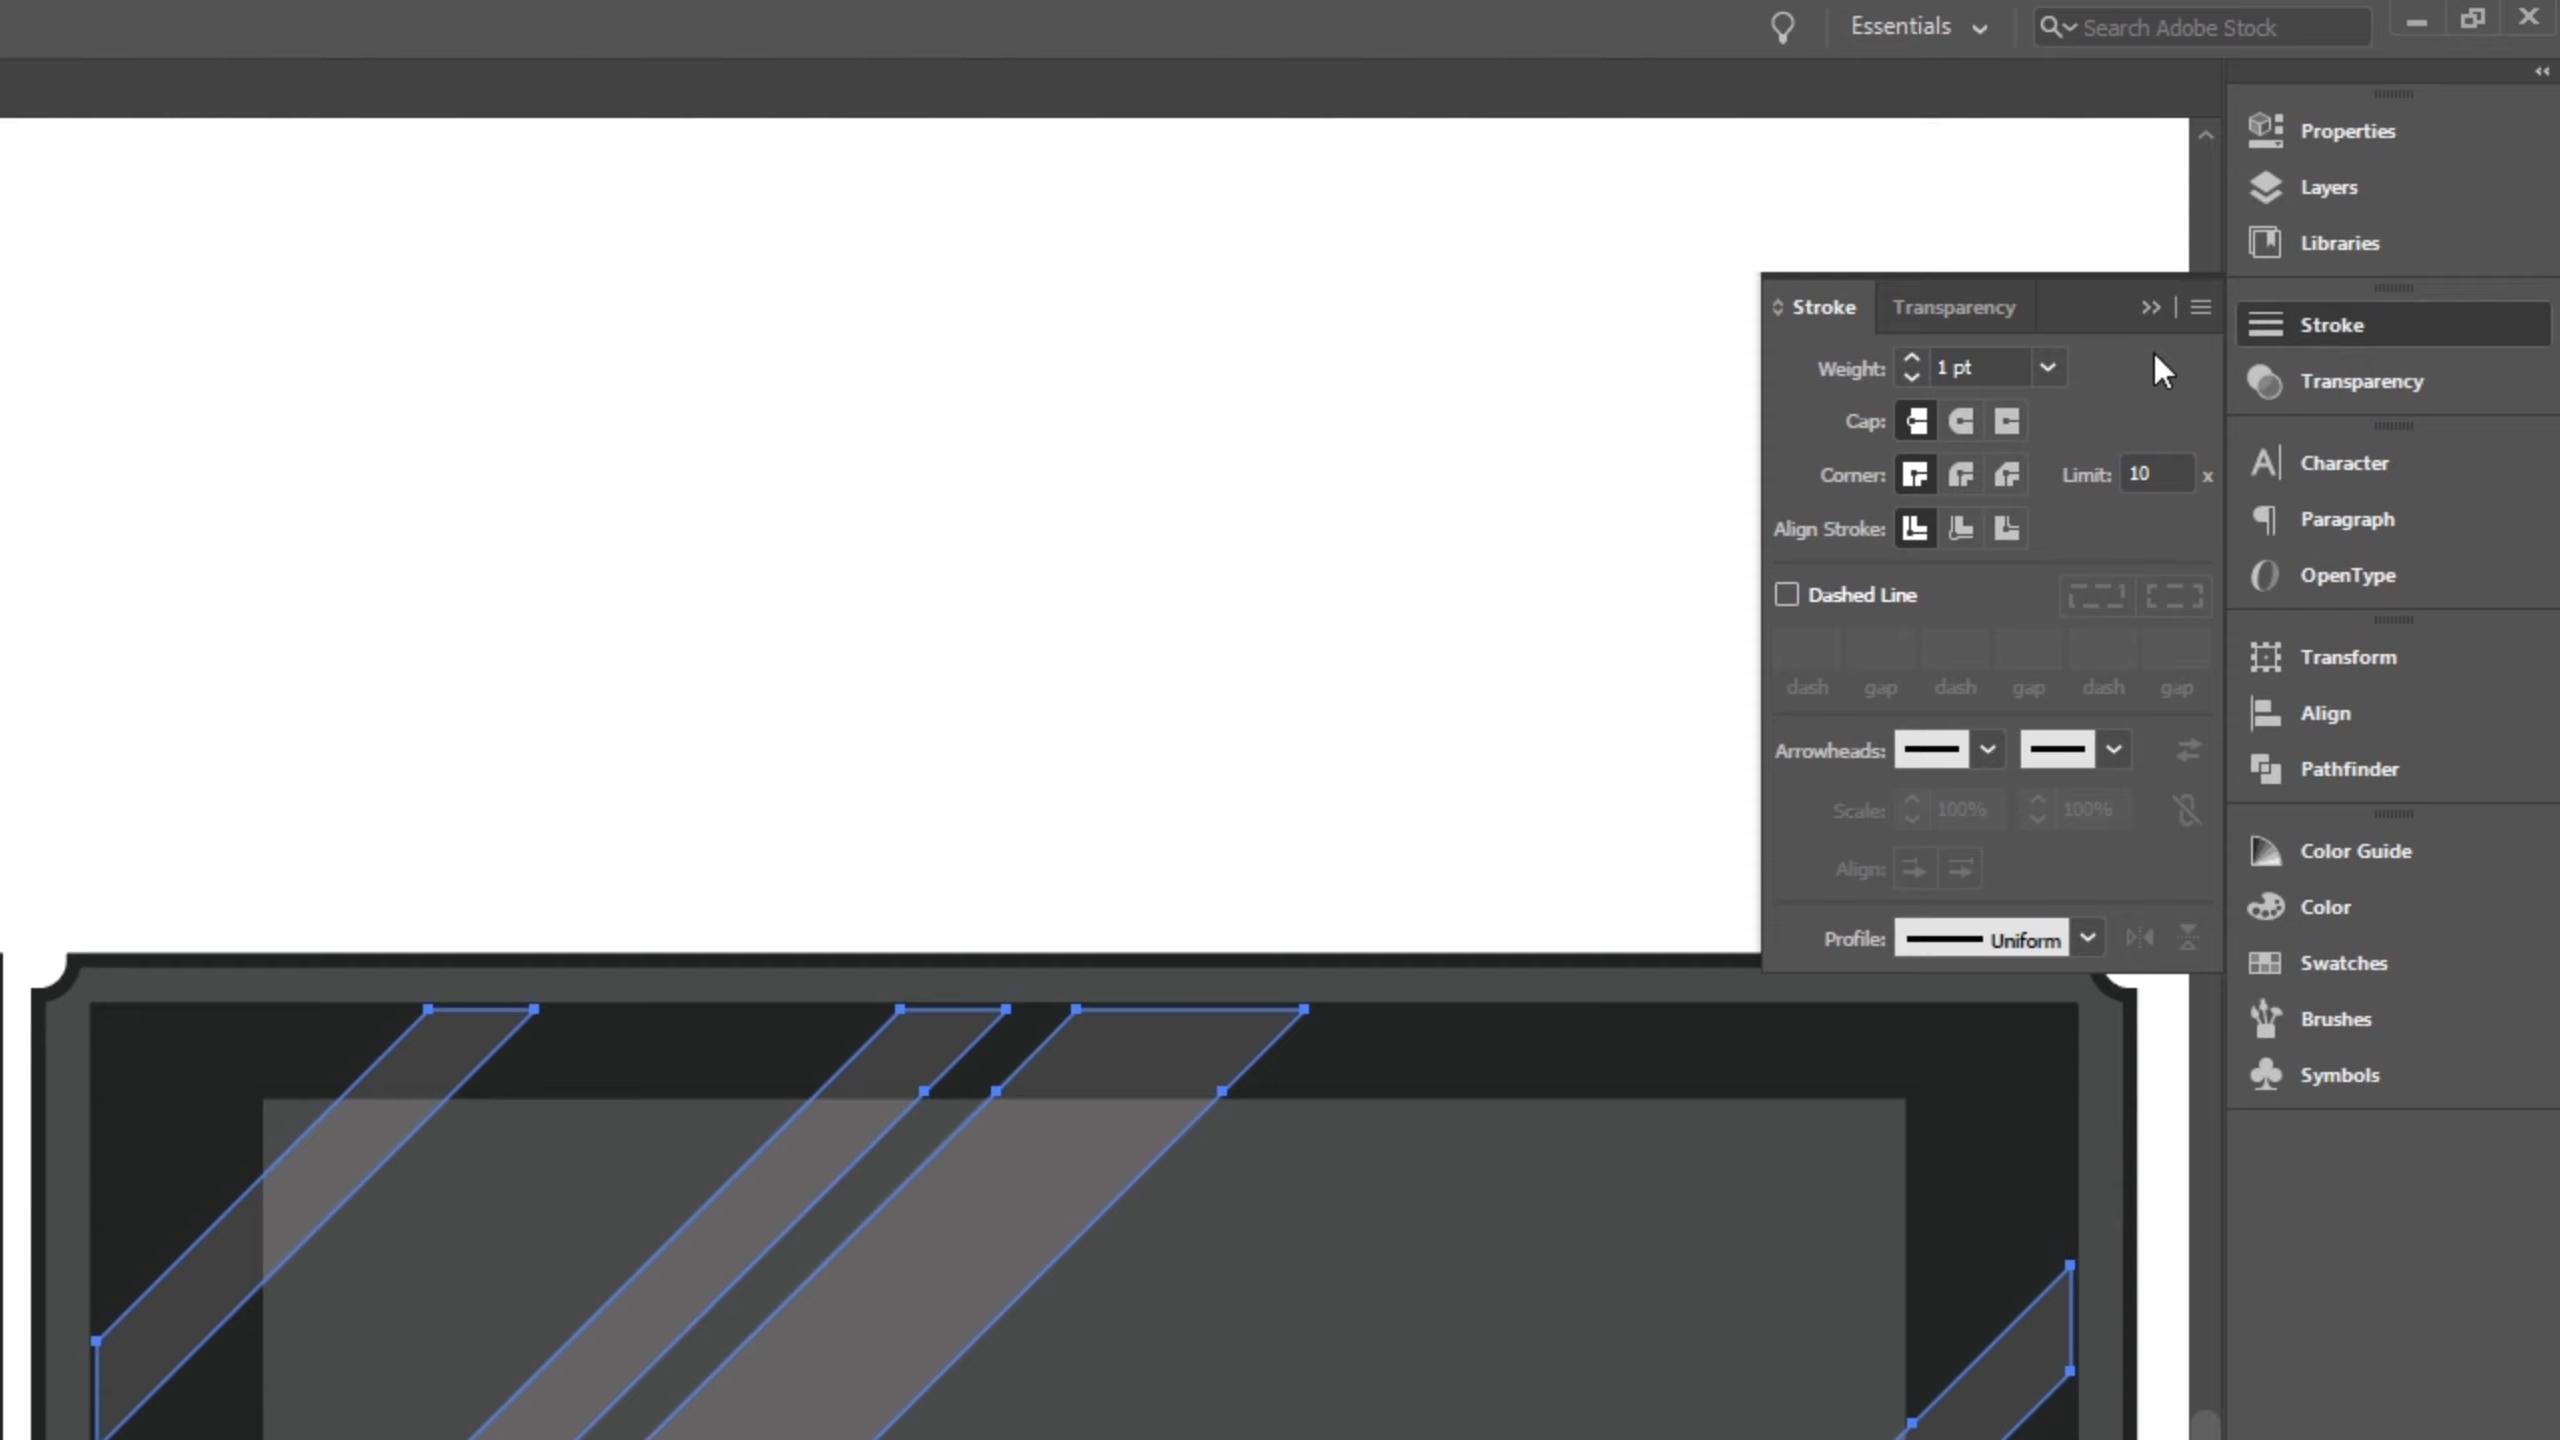 Essentials
Search Adobe Stock
Properties
Layers
Libraries
Stroke Transparency
Stroke
Weight: 1 pt
Transparency
Cap:
Character
Corner: Limit: 10 x
Paragraph
Align Stroke:
OpenType
Dashed Line
Transform
dash gap dash gap dash gap
Align
Arrowheads:
Pathfinder
Scale: 100% 100%
Color Guide
Align:
Color
Profile: Uniform
Swatches
Brushes
Symbols